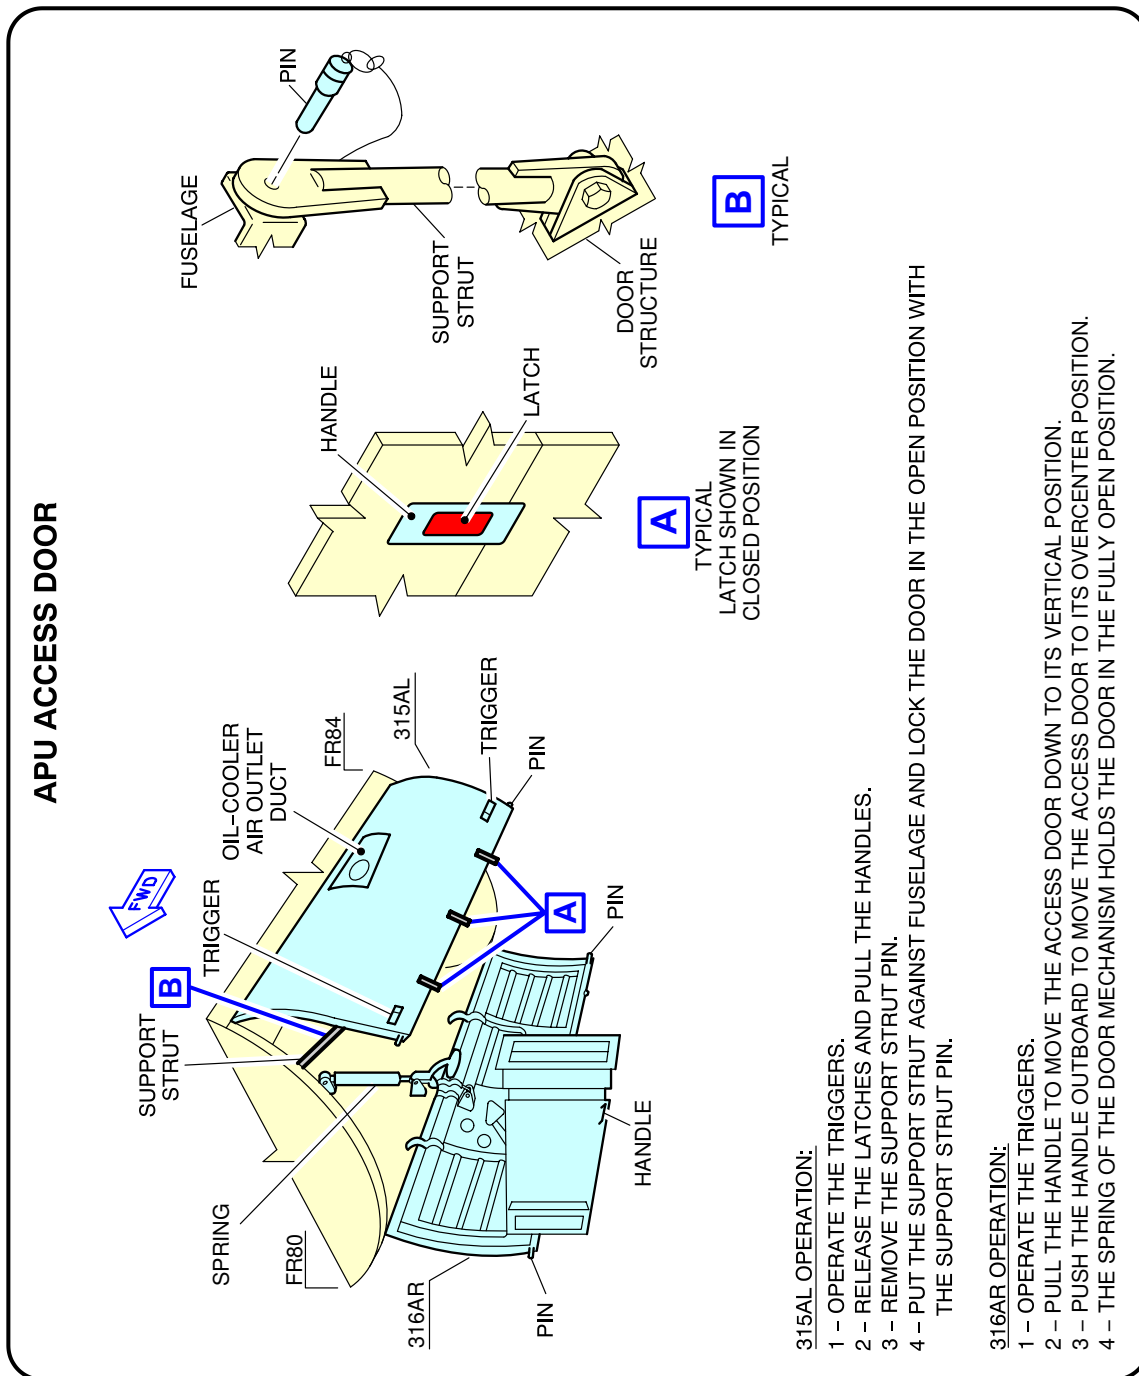 APU ACCESS DOOR
FWD
SUPPORT
STRUT
B
TRIGGER
OIL–COOLER
AIR OUTLET
DUCT
FR84
315AL
TRIGGER
PIN
SPRING
FR80
316AR
PIN
HANDLE
PIN
A
HANDLE
LATCH
A
TYPICAL
LATCH SHOWN IN
CLOSED POSITION
FUSELAGE
PIN
SUPPORT
STRUT
DOOR
STRUCTURE
B
TYPICAL
315AL OPERATION:
1 – OPERATE THE TRIGGERS.
2 – RELEASE THE LATCHES AND PULL THE HANDLES.
3 – REMOVE THE SUPPORT STRUT PIN.
4 – PUT THE SUPPORT STRUT AGAINST FUSELAGE AND LOCK THE DOOR IN THE OPEN POSITION WITH
THE SUPPORT STRUT PIN.
316AR OPERATION:
1 – OPERATE THE TRIGGERS.
2 – PULL THE HANDLE TO MOVE THE ACCESS DOOR DOWN TO ITS VERTICAL POSITION.
3 – PUSH THE HANDLE OUTBOARD TO MOVE THE ACCESS DOOR TO ITS OVERCENTER POSITION.
4 – THE SPRING OF THE DOOR MECHANISM HOLDS THE DOOR IN THE FULLY OPEN POSITION.